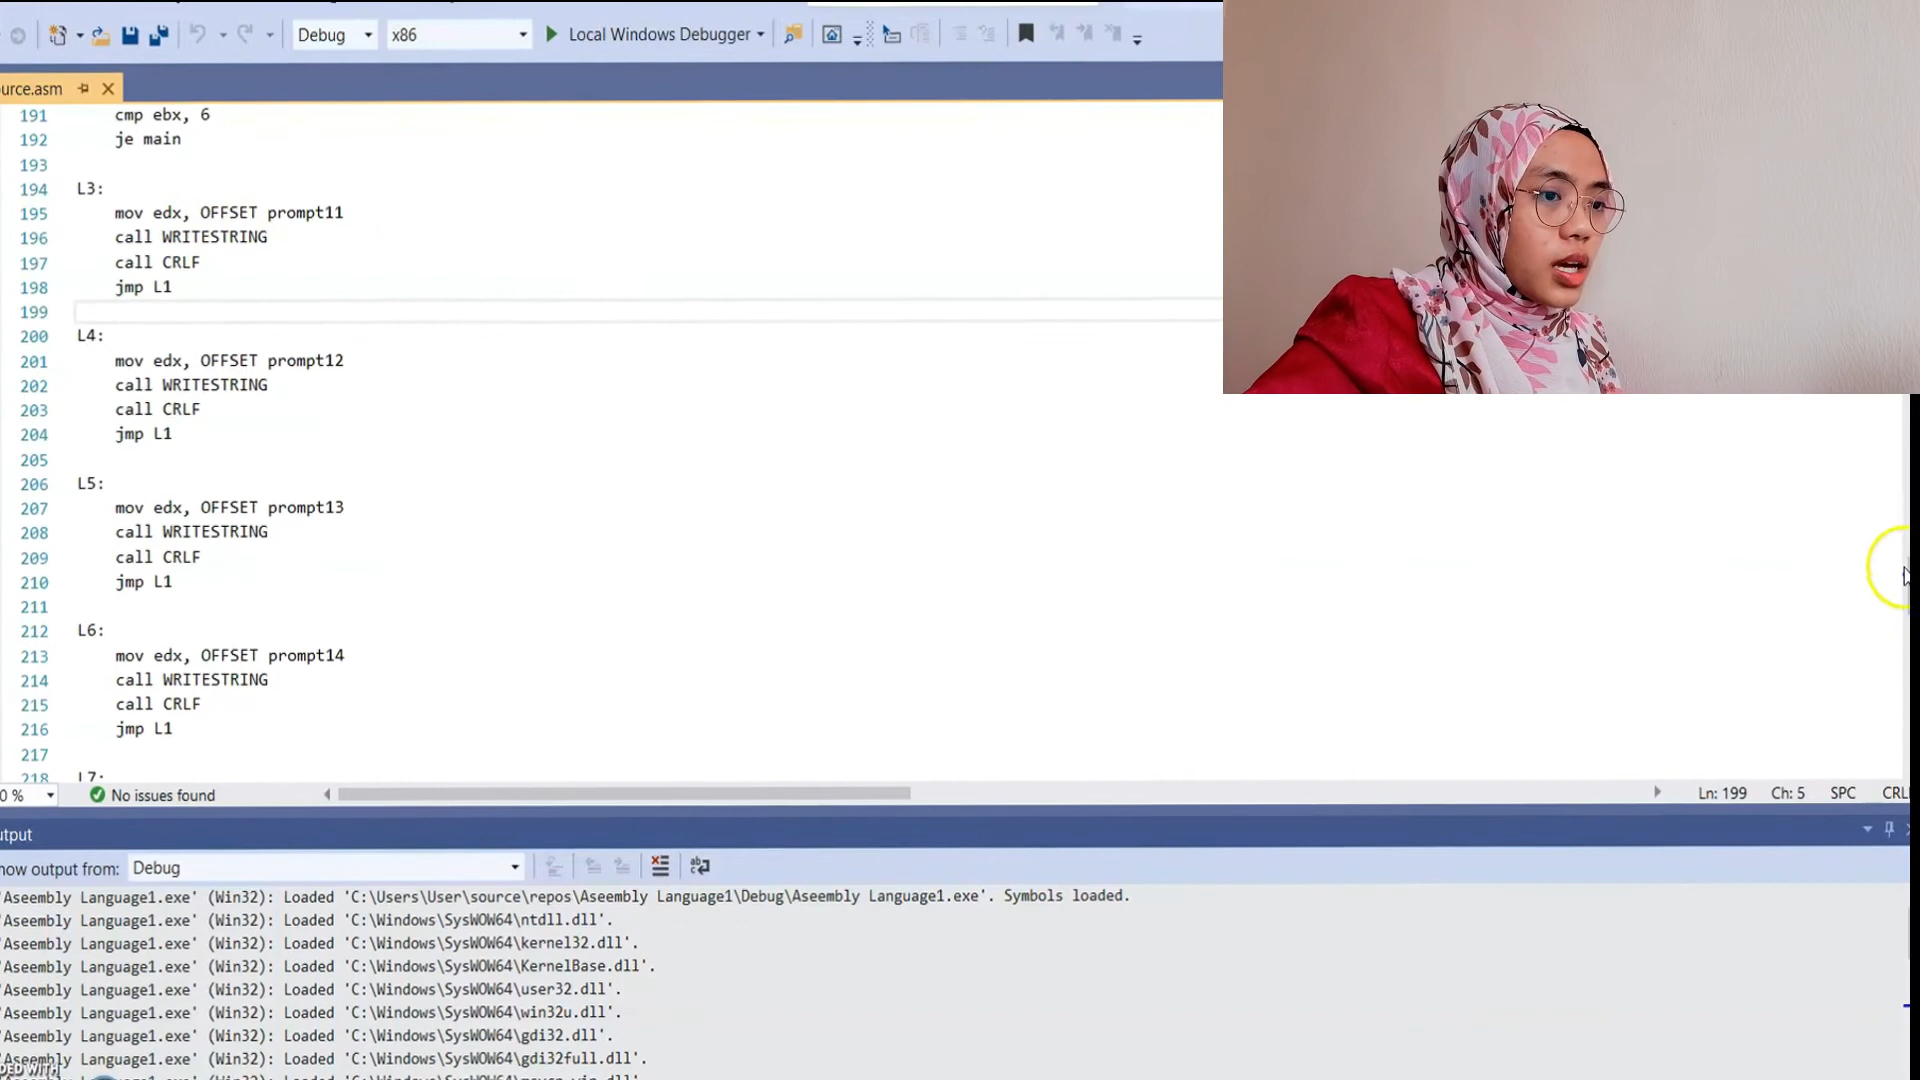 Debug
x86
Local Windows Debugger
urce.asm
191 cmp ebx, 6
192 je main
193
194 L3:
195 mov edx, OFFSET prompt11
196 call WRITESTRING
197 call CRLF
198 jmp L1
199
200 L4:
201 mov edx, OFFSET prompt12
202 call WRITESTRING
203 call CRLF
204 jmp L1
205
206 L5:
207 mov edx, OFFSET prompt13
208 call WRITESTRING
209 call CRLF
210 jmp L1
211
212 L6:
213 mov edx, OFFSET prompt14
214 call WRITESTRING
215 call CRLF
216 jmp L1
217
218 L7:
0 % No issues found Ln: 199 Ch: 5 SPC CRL
utput
how output from: Debug
'Aseembly Language1.exe' (Win32): Loaded 'C:\Users\User\source\repos\Aseembly Language1\Debug\Aseembly Language1.exe'. Symbols loaded.
'Aseembly Language1.exe' (Win32): Loaded 'C:\Windows\SysWOW64\ntdll.dll'.
'Aseembly Language1.exe' (Win32): Loaded 'C:\Windows\SysWOW64\kernel32.dll'.
'Aseembly Language1.exe' (Win32): Loaded 'C:\Windows\SysWOW64\KernelBase.dll'.
'Aseembly Language1.exe' (Win32): Loaded 'C:\Windows\SysWOW64\user32.dll'.
'Aseembly Language1.exe' (Win32): Loaded 'C:\Windows\SysWOW64\win32u.dll'.
'Aseembly Language1.exe' (Win32): Loaded 'C:\Windows\SysWOW64\gdi32.dll'.
'Aseembly Language1.exe' (Win32): Loaded 'C:\Windows\SysWOW64\gdi32full.dll'.